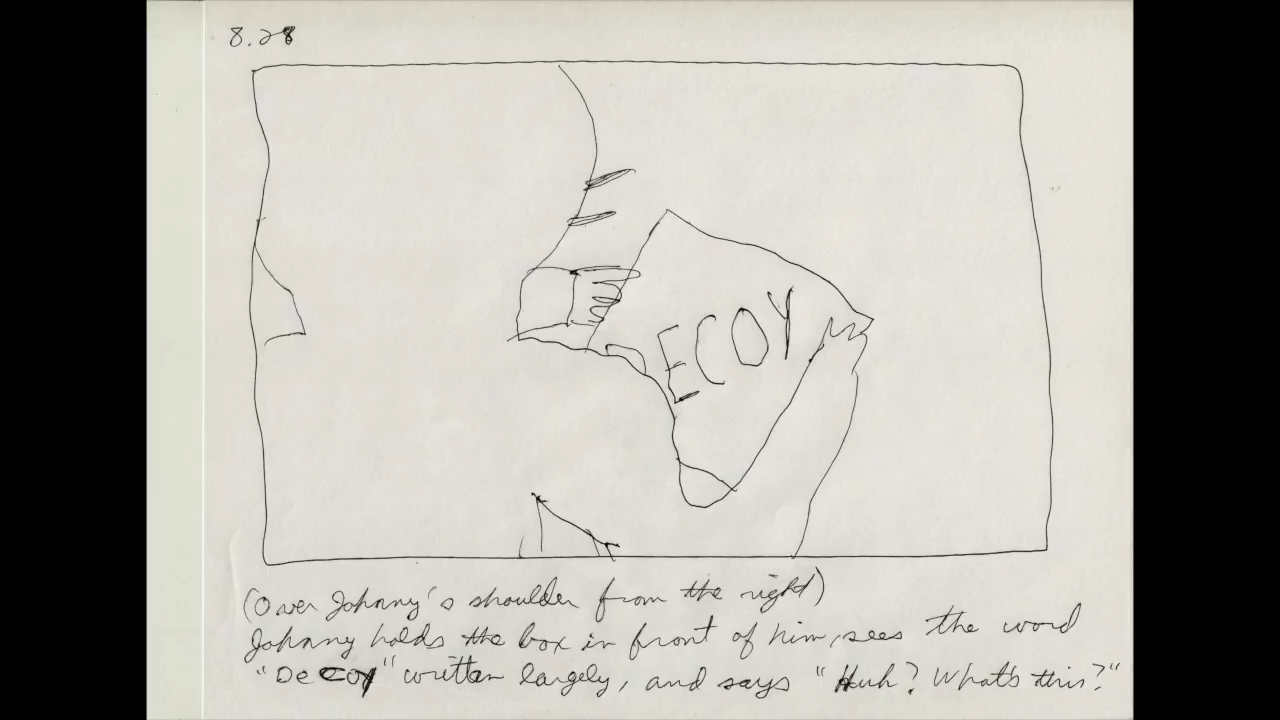 8.28
ECOY
(Over Johnny's shoulder from the right)
Johnny holds the box in front of him, sees the word
"Decoy" written largely, and says "Huh? What's this?"